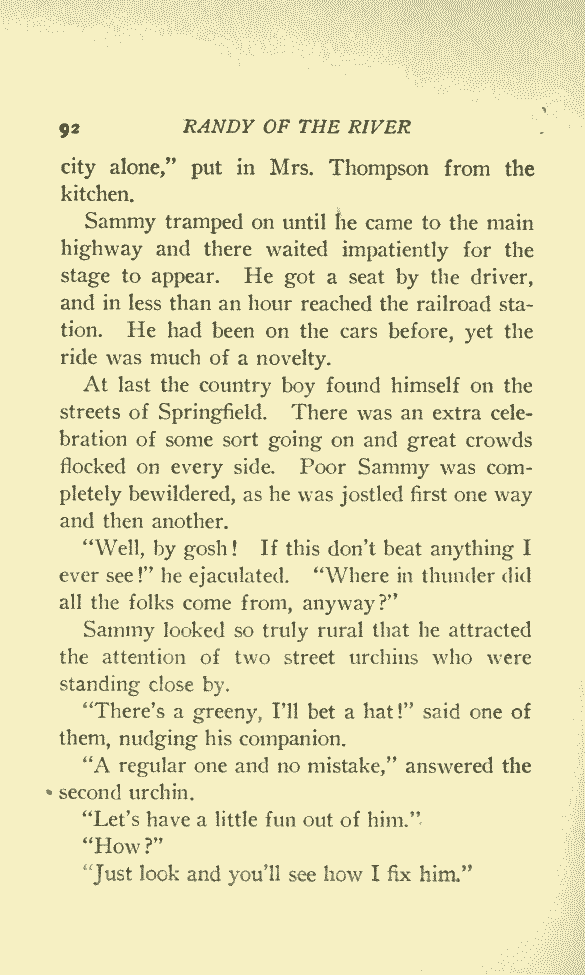 92 RANDY OF THE RIVER
city alone,” put in Mrs. Thompson from the
kitchen.
Sammy tramped on until he came to the main
highway and there waited impatiently for the
stage to appear. He got a seat by the driver,
and in less than an hour reached the railroad sta-
tion. He had been on the cars before, yet the
ride was much of a novelty.
At last the country boy found himself on the
streets of Springfield. There was an extra cele-
bration of some sort going on and great crowds
flocked on every side. Poor Sammy was com-
pletely bewildered, as he was jostled first one way
and then another.
“Well, by gosh! If this don’t beat anything I
ever see!” he ejaculated. “Where in thunder did
all the folks come from, anyway?”
Sammy looked so truly rural that he attracted
the attention of two street urchins who were
standing close by.
“There’s a greeny, I’ll bet a hat!” said one of
them, nudging his companion.
“A regular one and no mistake,” answered the
second urchin.
“Let’s have a little fun out of him.”
“How?”
“Just look and you’ll see how I fix him.”